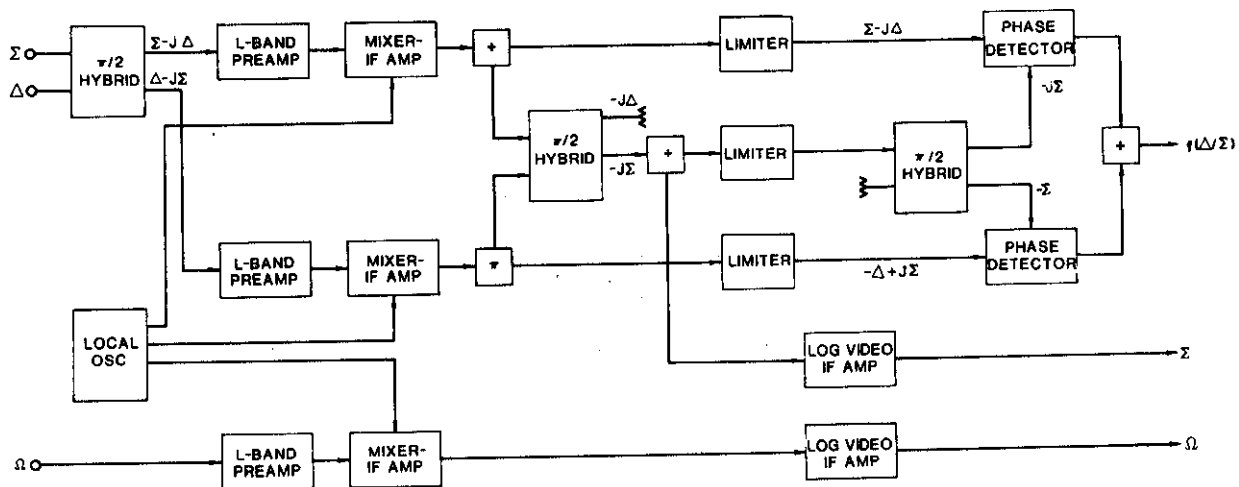 Σ
Δ
π/2
HYBRID
Σ-JΔ
Δ-JΣ
L-BAND
PREAMP
MIXER-
IF AMP
+
LIMITER
Σ-JΔ
PHASE
DETECTOR
-JΣ
-JΔ
π/2
HYBRID
-JΣ
+
LIMITER
π/2
HYBRID
-Σ
+
f(Δ/Σ)
L-BAND
PREAMP
MIXER-
IF AMP
π
LIMITER
-Δ+JΣ
PHASE
DETECTOR
LOCAL
OSC
LOG VIDEO
IF AMP
Σ
Ω
L-BAND
PREAMP
MIXER-
IF AMP
LOG VIDEO
IF AMP
Ω